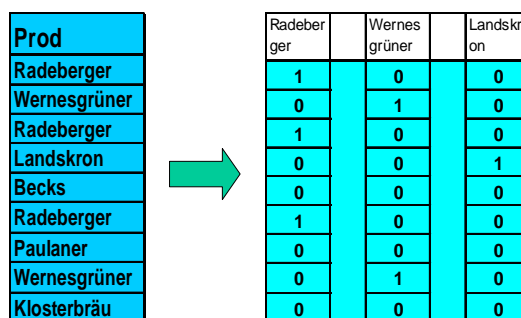 Prod
Radeberger
Wernesgrüner
Radeberger
Landskron
Becks
Radeberger
Paulaner
Wernesgrüner
Klosterbräu
Radeber Wernes Landskr
ger grüner on
1 0 0
0 1 0
1 0 0
0 0 1
0 0 0
1 0 0
0 0 0
0 1 0
0 0 0